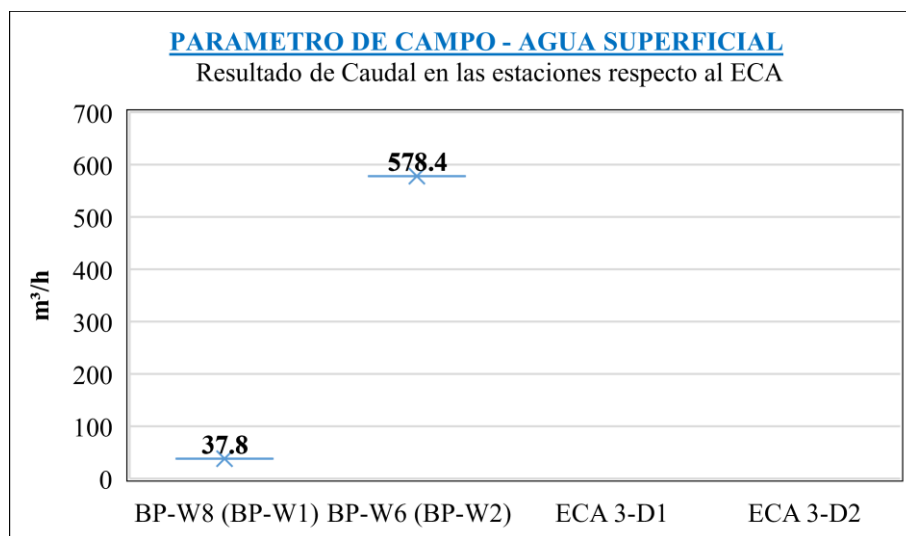 PARAMETRO DE CAMPO - AGUA SUPERFICIAL
Resultado de Caudal en las estaciones respecto al ECA
700
600
500
400
300
200
100
0
m³/h
578.4
37.8
BP-W8 (BP-W1) BP-W6 (BP-W2) ECA 3-D1 ECA 3-D2